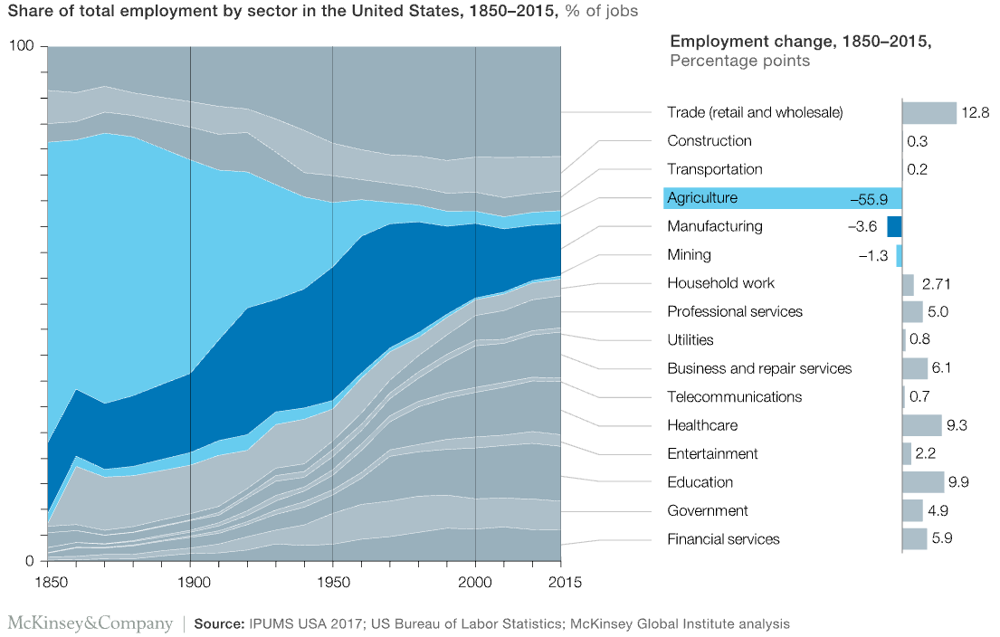 Share of total employment by sector in the United States, 1850–2015, % of jobs
Employment change, 1850–2015,
Percentage points
100
0
1850
1900
1950
2000
2015
Trade (retail and wholesale) 12.8
Construction 0.3
Transportation 0.2
Agriculture –55.9
Manufacturing –3.6
Mining –1.3
Household work 2.71
Professional services 5.0
Utilities 0.8
Business and repair services 6.1
Telecommunications 0.7
Healthcare 9.3
Entertainment 2.2
Education 9.9
Government 4.9
Financial services 5.9
McKinsey&Company | Source: IPUMS USA 2017; US Bureau of Labor Statistics; McKinsey Global Institute analysis